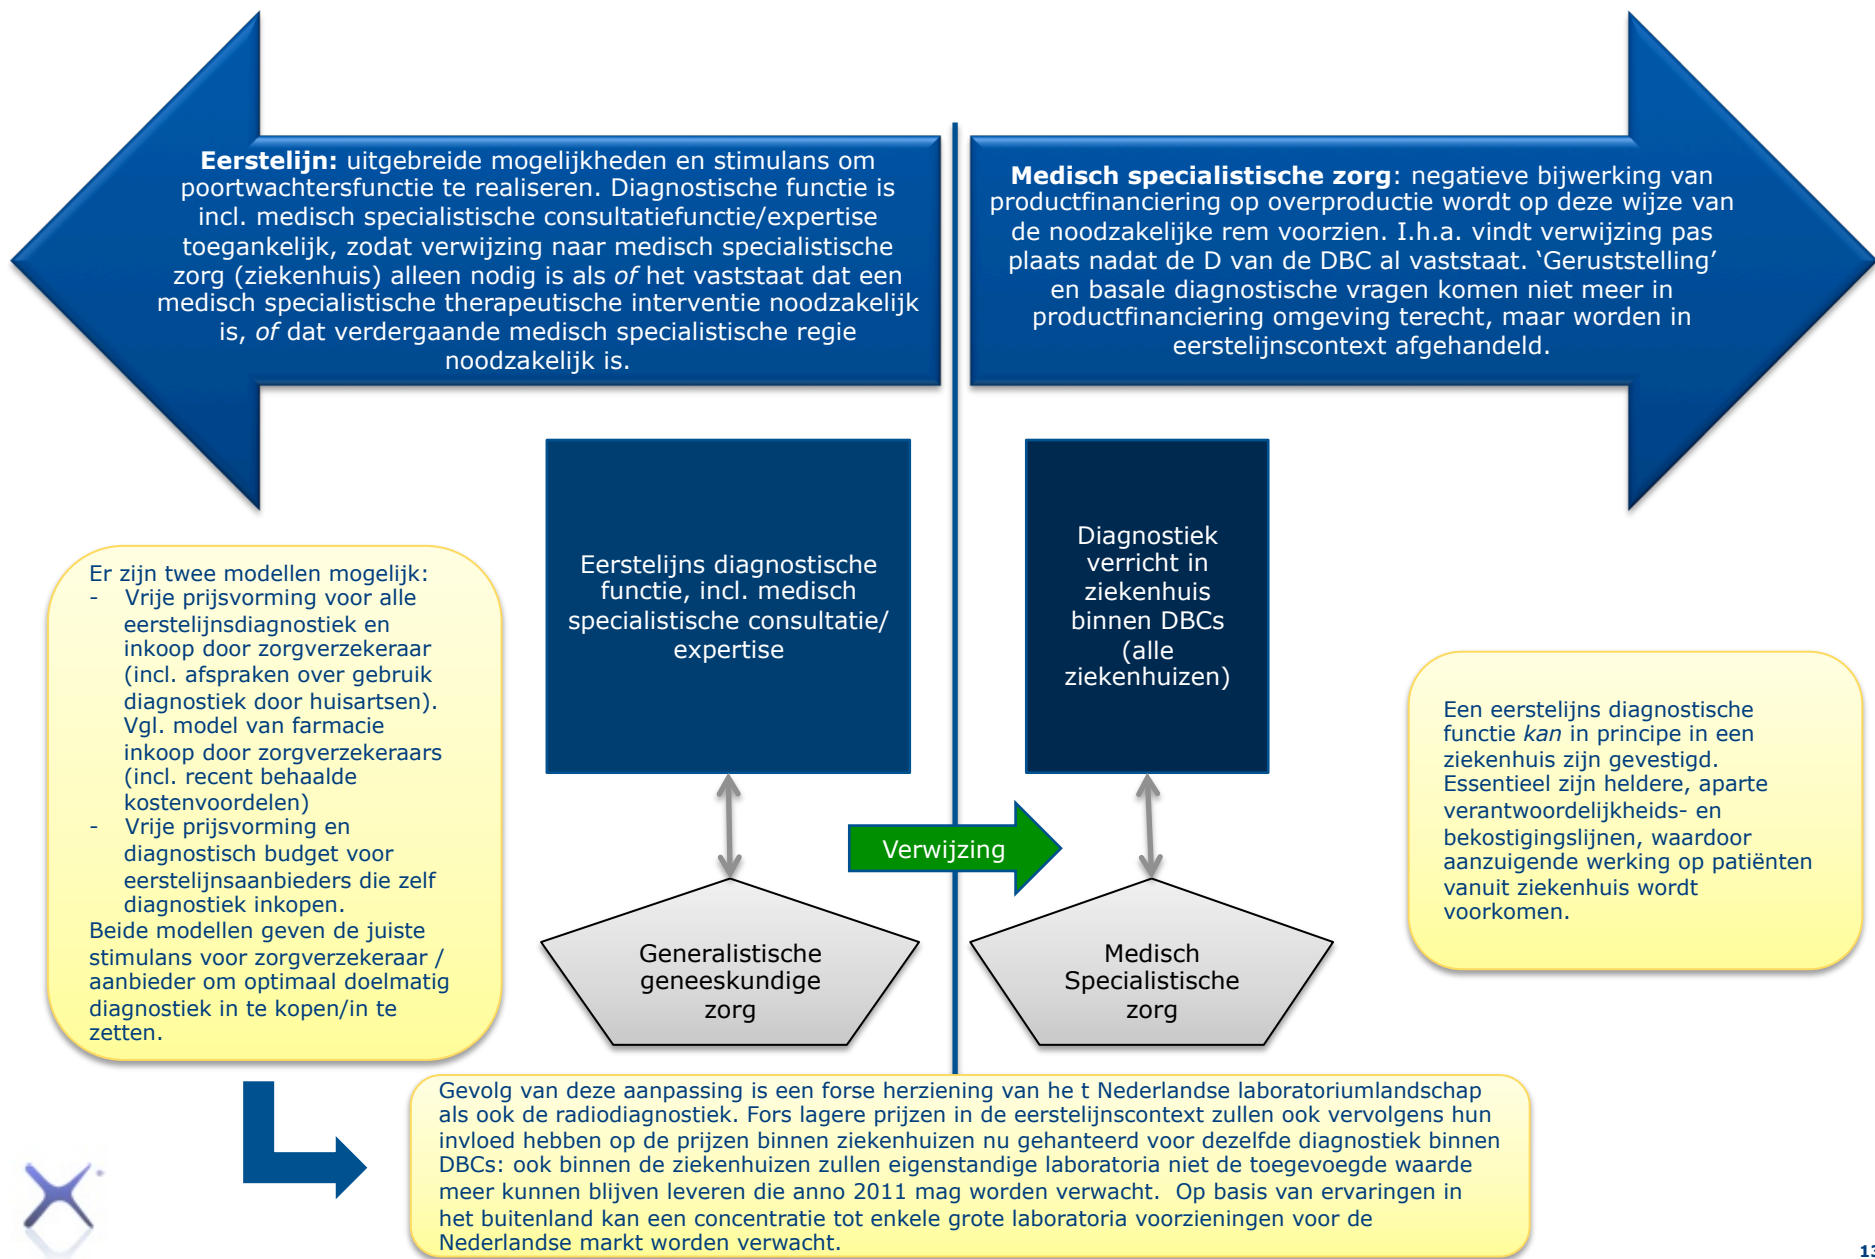 Eerstelijn: uitgebreide mogelijkheden en stimulans om
poortwachtersfunctie te realiseren. Diagnostische functie is
incl. medisch specialistische consultatiefunctie/expertise
toegankelijk, zodat verwijzing naar medisch specialistische
zorg (ziekenhuis) alleen nodig is als of het vaststaat dat een
medisch specialistische therapeutische interventie noodzakelijk
is, of dat verdergaande medisch specialistische regie
noodzakelijk is.
Medisch specialistische zorg: negatieve bijwerking van
productfinanciering op overproductie wordt op deze wijze van
de noodzakelijke rem voorzien. I.h.a. vindt verwijzing pas
plaats nadat de D van de DBC al vaststaat. ‘Geruststelling’
en basale diagnostische vragen komen niet meer in
productfinanciering omgeving terecht, maar worden in
eerstelijnscontext afgehandeld.
Eerstelijns diagnostische
functie, incl. medisch
specialistische consultatie/
expertise
Diagnostiek
verricht in
ziekenhuis
binnen DBCs
(alle
ziekenhuizen)
Er zijn twee modellen mogelijk:
- Vrije prijsvorming voor alle
eerstelijnsdiagnostiek en
inkoop door zorgverzekeraar
(incl. afspraken over gebruik
diagnostiek door huisartsen).
Vgl. model van farmacie
inkoop door zorgverzekeraars
(incl. recent behaalde
kostenvoordelen)
- Vrije prijsvorming en
diagnostisch budget voor
eerstelijnsaanbieders die zelf
diagnostiek inkopen.
Beide modellen geven de juiste
stimulans voor zorgverzekeraar /
aanbieder om optimaal doelmatig
diagnostiek in te kopen/in te
zetten.
Verwijzing
Generalistische
geneeskundige
zorg
Medisch
Specialistische
zorg
Een eerstelijns diagnostische
functie kan in principe in een
ziekenhuis zijn gevestigd.
Essentieel zijn heldere, aparte
verantwoordelijkheids- en
bekostigingslijnen, waardoor
aanzuigende werking op patiënten
vanuit ziekenhuis wordt
voorkomen.
Gevolg van deze aanpassing is een forse herziening van he t Nederlandse laboratoriumlandschap
als ook de radiodiagnostiek. Fors lagere prijzen in de eerstelijnscontext zullen ook vervolgens hun
invloed hebben op de prijzen binnen ziekenhuizen nu gehanteerd voor dezelfde diagnostiek binnen
DBCs: ook binnen de ziekenhuizen zullen eigenstandige laboratoria niet de toegevoegde waarde
meer kunnen blijven leveren die anno 2011 mag worden verwacht. Op basis van ervaringen in
het buitenland kan een concentratie tot enkele grote laboratoria voorzieningen voor de
Nederlandse markt worden verwacht.